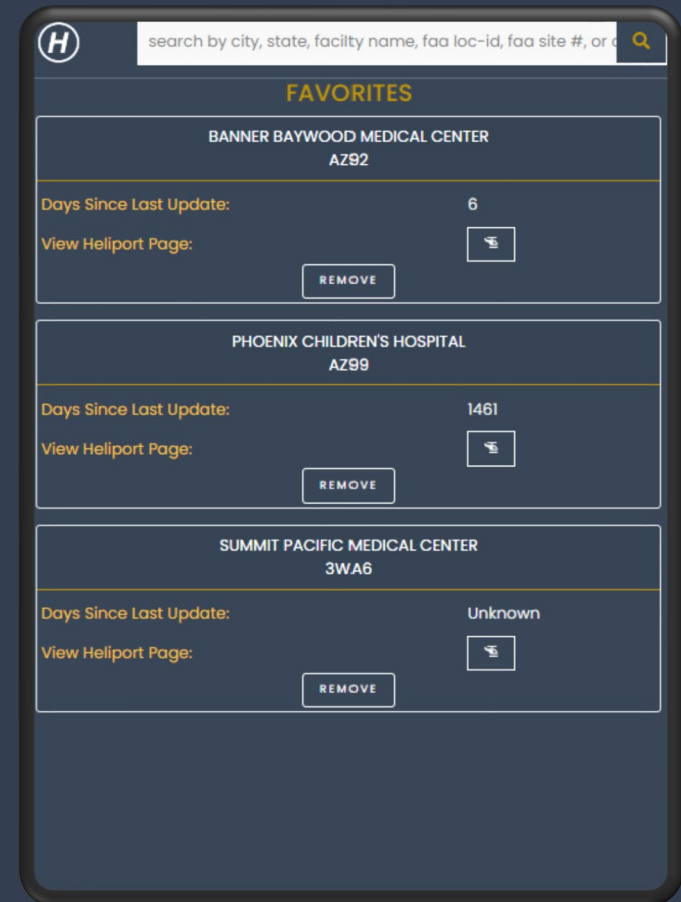 H
search by city, state, facilty name, faa loc-id, faa site #, or
FAVORITES
BANNER BAYWOOD MEDICAL CENTER
AZ92
Days Since Last Update: 6
View Heliport Page:
REMOVE
PHOENIX CHILDREN'S HOSPITAL
AZ99
Days Since Last Update: 1461
View Heliport Page:
REMOVE
SUMMIT PACIFIC MEDICAL CENTER
3WA6
Days Since Last Update: Unknown
View Heliport Page:
REMOVE